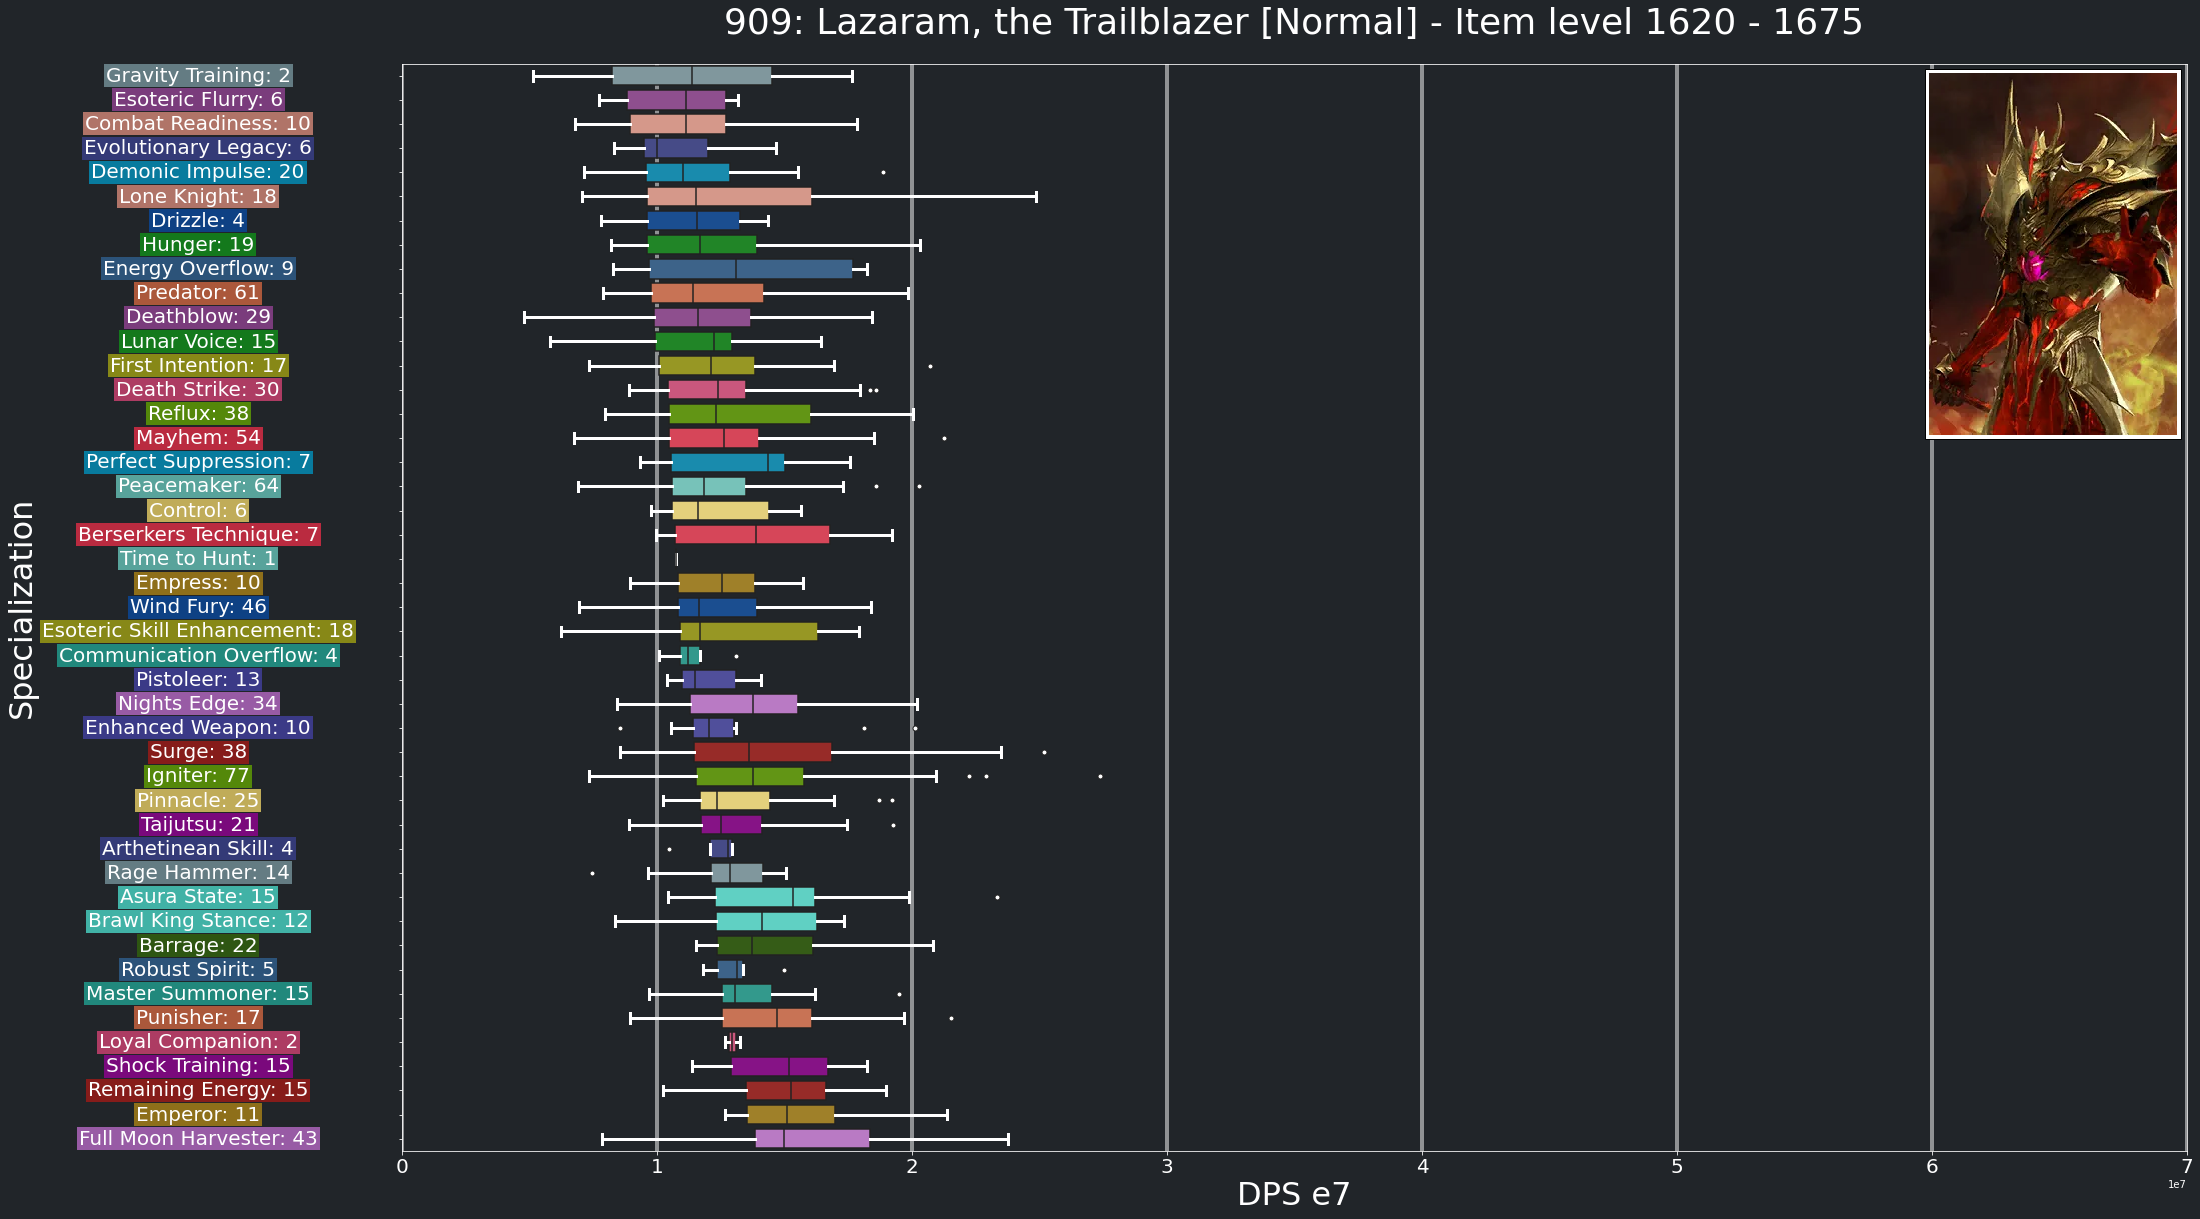 909: Lazaram, the Trailblazer [Normal] - Item level 1620 - 1675
Specialization
Gravity Training: 2
Esoteric Flurry: 6
Combat Readiness: 10
Evolutionary Legacy: 6
Demonic Impulse: 20
Lone Knight: 18
Drizzle: 4
Hunger: 19
Energy Overflow: 9
Predator: 61
Deathblow: 29
Lunar Voice: 15
First Intention: 17
Death Strike: 30
Reflux: 38
Mayhem: 54
Perfect Suppression: 7
Peacemaker: 64
Control: 6
Berserkers Technique: 7
Time to Hunt: 1
Empress: 10
Wind Fury: 46
Esoteric Skill Enhancement: 18
Communication Overflow: 4
Pistoleer: 13
Nights Edge: 34
Enhanced Weapon: 10
Surge: 38
Igniter: 77
Pinnacle: 25
Taijutsu: 21
Arthetinean Skill: 4
Rage Hammer: 14
Asura State: 15
Brawl King Stance: 12
Barrage: 22
Robust Spirit: 5
Master Summoner: 15
Punisher: 17
Loyal Companion: 2
Shock Training: 15
Remaining Energy: 15
Emperor: 11
Full Moon Harvester: 43
0 1 2 3 4 5 6 7
1e7
DPS e7